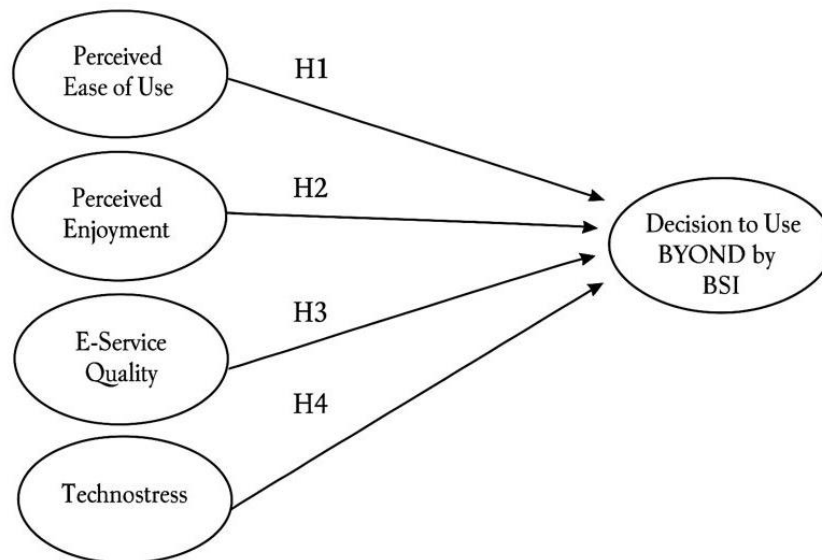 Perceived
Ease of Use
H1
Perceived
Enjoyment
H2
Decision to Use
BYOND by
BSI
E-Service
Quality
H3
H4
Technostress